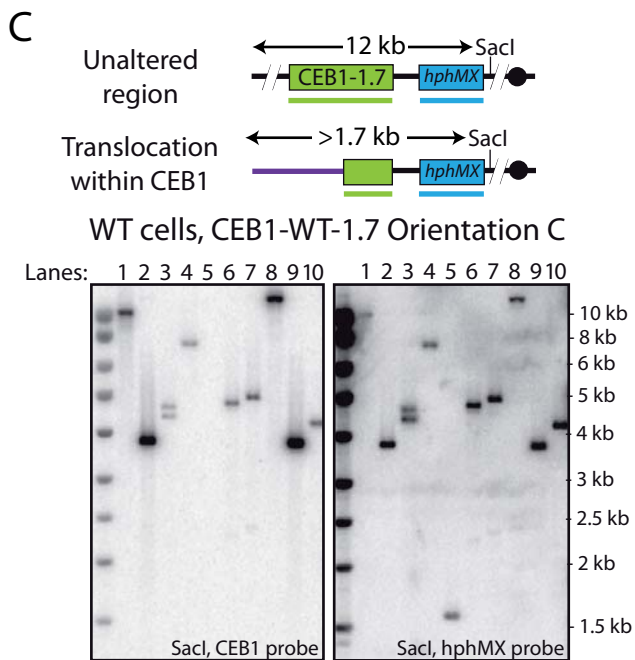 C
12 kb
SacI
Unaltered
region
CEB1-1.7
hphMX
>1.7 kb
SacI
Translocation
within CEB1
hphMX
WT cells, CEB1-WT-1.7 Orientation C
Lanes: 1 2 3 4 5 6 7 8 9 10
1 2 3 4 5 6 7 8 9 10
10 kb
8 kb
6 kb
5 kb
4 kb
3 kb
2.5 kb
2 kb
1.5 kb
SacI, CEB1 probe
SacI, hphMX probe